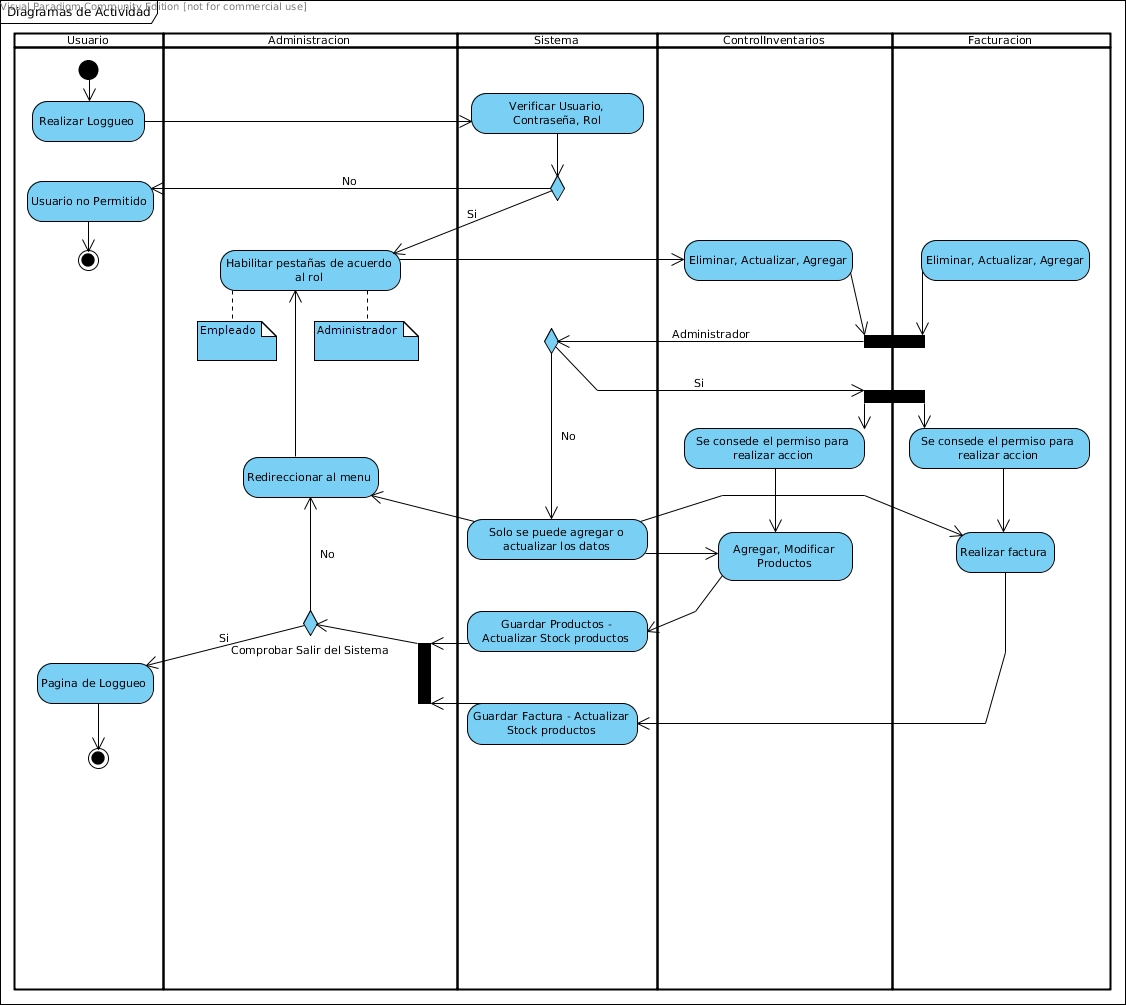 Visual Paradigm Community Edition [not for commercial use]
Diagramas de Actividad
Usuario
Administracion
Sistema
ControlInventarios
Facturacion
Realizar Loggueo
Verificar Usuario,
Contraseña, Rol
No
Si
Usuario no Permitido
Habilitar pestañas de acuerdo
al rol
Eliminar, Actualizar, Agregar
Eliminar, Actualizar, Agregar
Empleado
Administrador
Administrador
Si
No
Se consede el permiso para
realizar accion
Se consede el permiso para
realizar accion
Redireccionar al menu
Solo se puede agregar o
actualizar los datos
Agregar, Modificar
Productos
Realizar factura
No
Guardar Productos -
Actualizar Stock productos
Si
Comprobar Salir del Sistema
Pagina de Loggueo
Guardar Factura - Actualizar
Stock productos